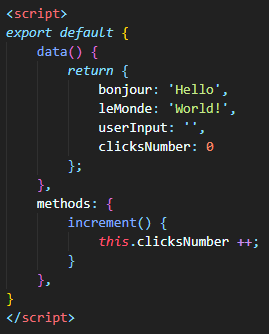 <script>
export default {
    data() {
        return {
            bonjour: 'Hello',
            leMonde: 'World!',
            userInput: '',
            clicksNumber: 0
        };
    },
    methods: {
        increment() {
            this.clicksNumber ++;
        }
    },
}
</script>